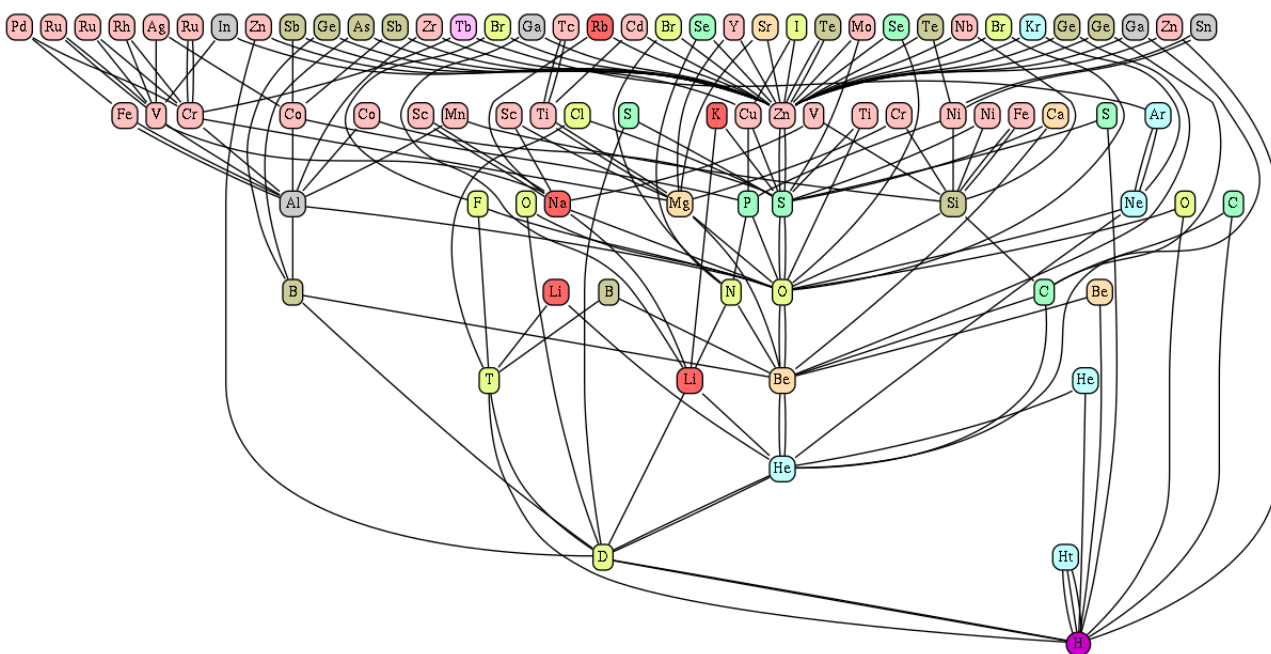 Pd Ru Ru Rh Ag Ru In Zn Sb Ge As Sb Zr Tb Br Ga Tc Rb Cd Br Se Y Sr I Te Mo Se Te Nb Br Kr Ge Ge Ga Zn Sn
Fe V Cr Co Co Sc Mn Sc Ti Cl S K Cu Zn V Ti Cr Ni Ni Fe Ca S Ar
Al F O Na Mg P S Si Ne O C
B Li B N O C Be
T Li Be He
He
D Ht
H